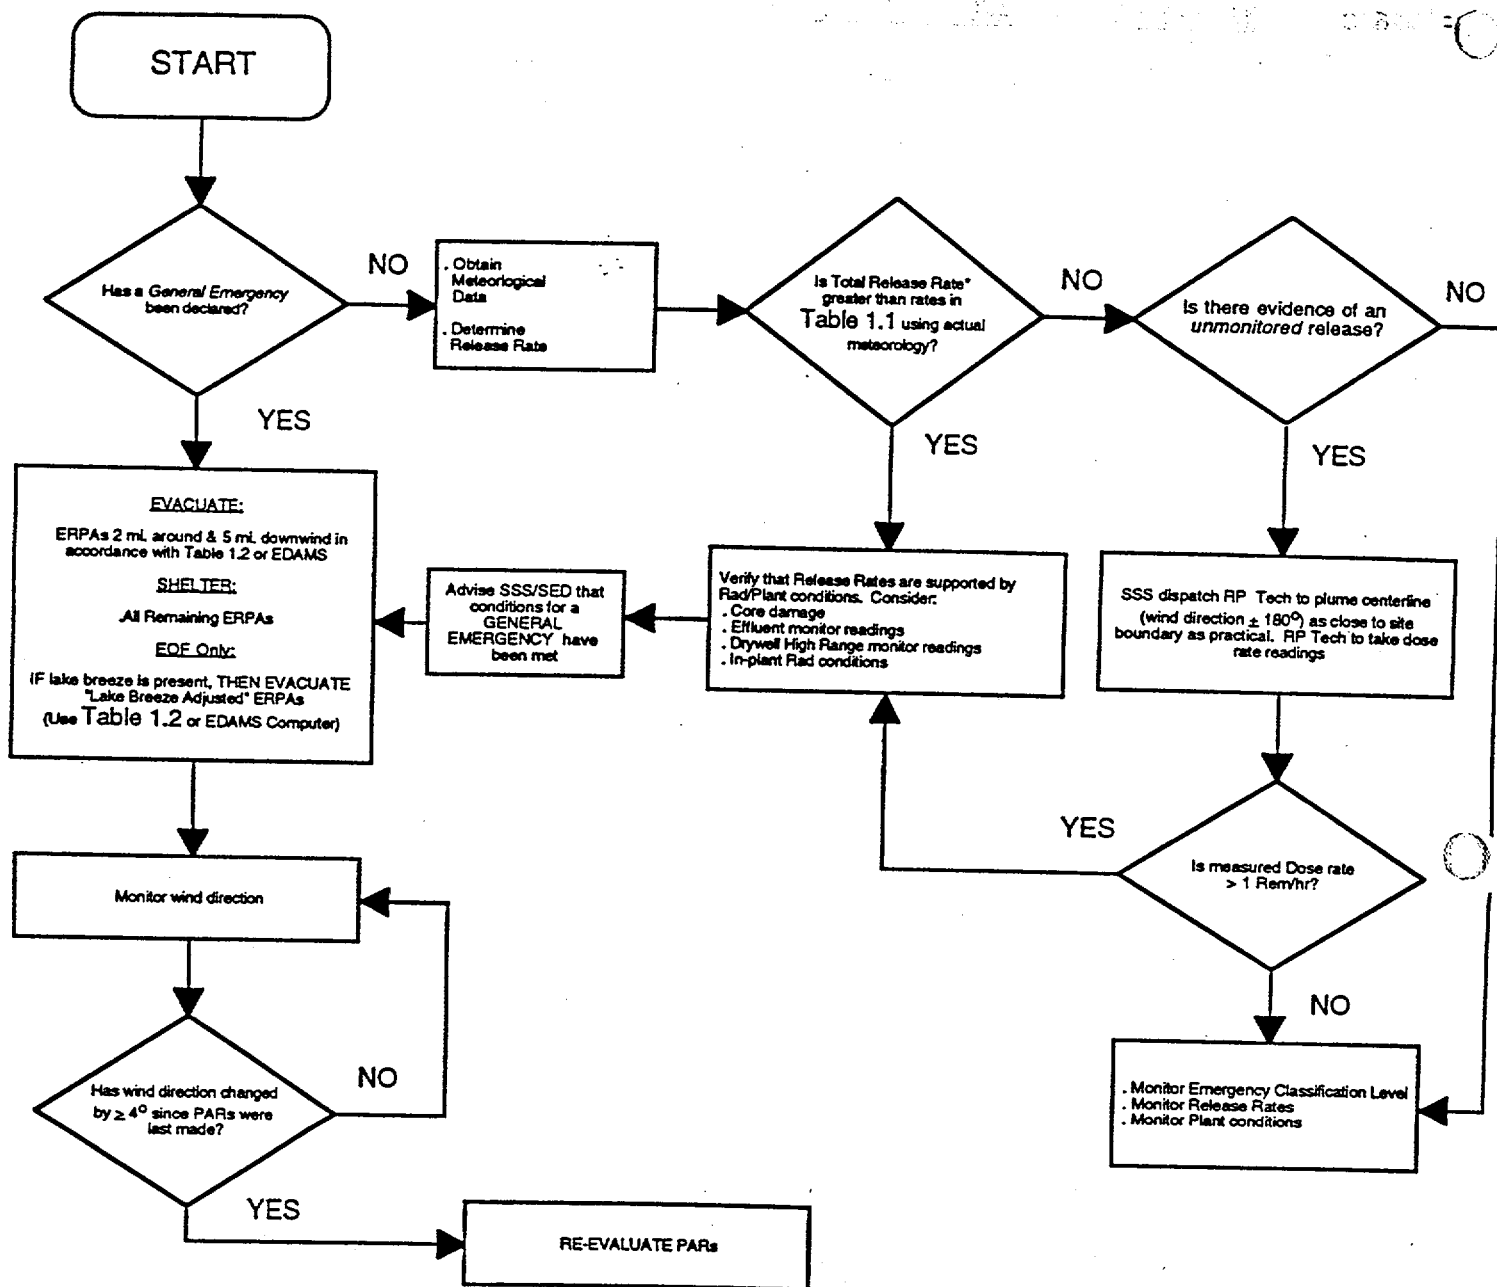 START
Has a General Emergency
been declared?
NO
. Obtain
Meteorlogical
Data
. Determine
Release Rate
Is Total Release Rate*
greater than rates in
Table 1.1 using actual
meteorology?
NO
Is there evidence of an
unmonitored release?
NO
YES
YES
YES
EVACUATE:
ERPAs 2 mi. around & 5 mi. downwind in
accordance with Table 1.2 or EDAMS
SHELTER:
.All Remaining ERPAs
EOF Only:
IF lake breeze is present, THEN EVACUATE
"Lake Breeze Adjusted" ERPAs
(Use Table 1.2 or EDAMS Computer)
Advise SSS/SED that
conditions for a
GENERAL
EMERGENCY have
been met
Verify that Release Rates are supported by
Rad/Plant conditions. Consider:
. Core damage
. Effluent monitor readings
. Drywell High Range monitor readings
. In-plant Rad conditions
SSS dispatch RP Tech to plume centerline
(wind direction ± 180°) as close to site
boundary as practical. RP Tech to take dose
rate readings
YES
Is measured Dose rate
> 1 Rem/hr?
Monitor wind direction
NO
. Monitor Emergency Classification Level
. Monitor Release Rates
. Monitor Plant conditions
Has wind direction changed
by ≥ 4° since PARs were
last made?
NO
YES
RE-EVALUATE PARs